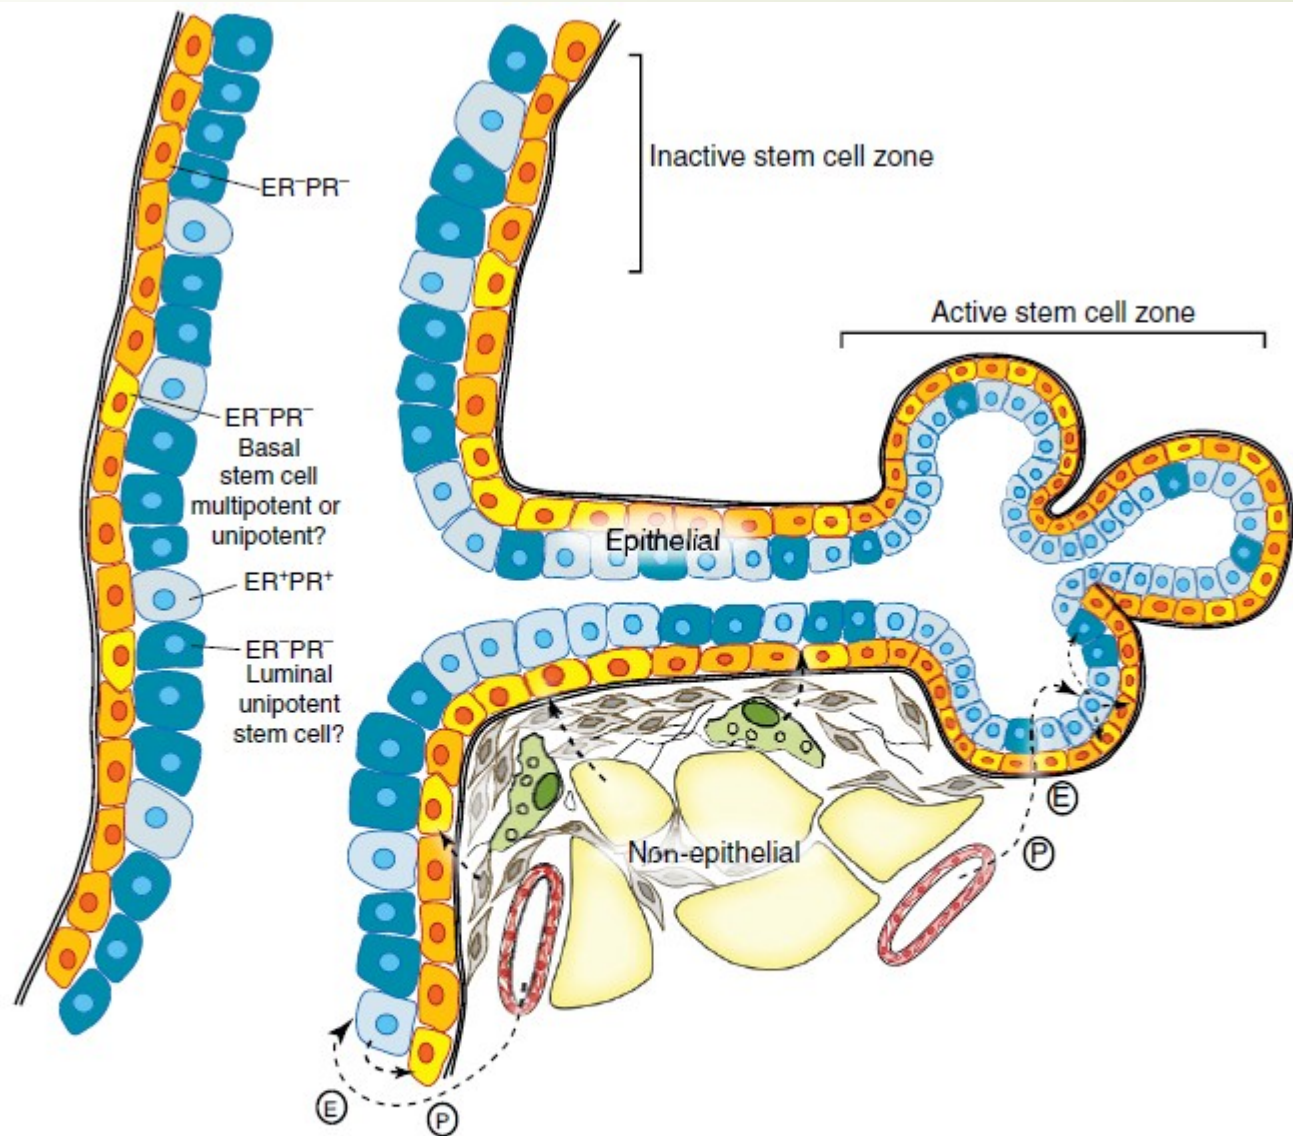 Inactive stem cell zone
ER⁻PR⁻
Active stem cell zone
ER⁻PR⁻
Basal
stem cell
multipotent or
unipotent?
Epithelial
ER⁺PR⁺
ER⁻PR⁻
Luminal
unipotent
stem cell?
E
P
Non-epithelial
E
P